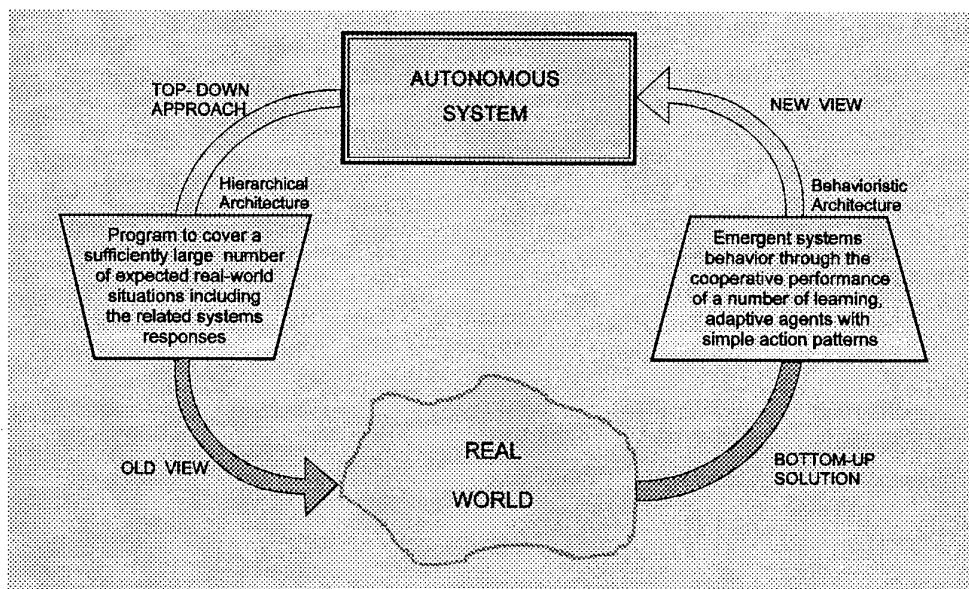 AUTONOMOUS
SYSTEM
TOP- DOWN
APPROACH
NEW VIEW
Hierarchical
Architecture
Behavioristic
Architecture
Program to cover a
sufficiently large number
of expected real-world
situations including
the related systems
responses
Emergent systems
behavior through the
cooperative performance
of a number of learning,
adaptive agents with
simple action patterns
OLD VIEW
REAL
WORLD
BOTTOM-UP
SOLUTION